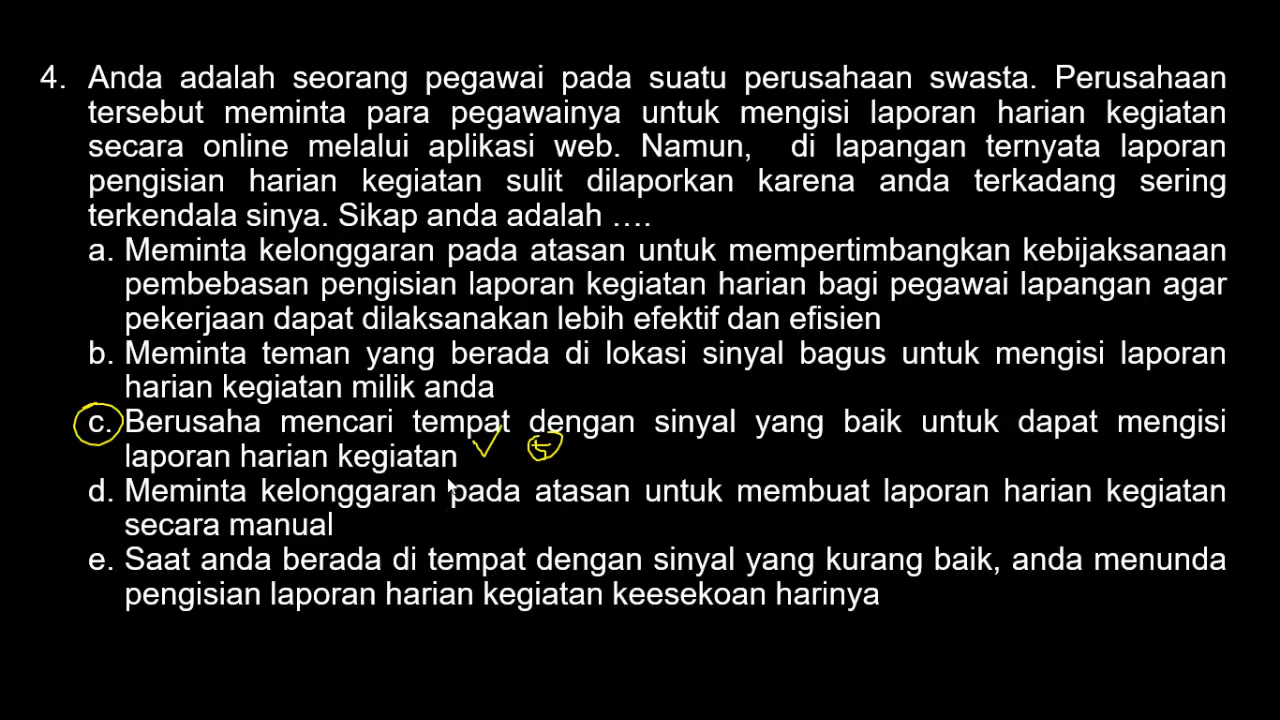 4. Anda adalah seorang pegawai pada suatu perusahaan swasta. Perusahaan
tersebut meminta para pegawainya untuk mengisi laporan harian kegiatan
secara online melalui aplikasi web. Namun, di lapangan ternyata laporan
pengisian harian kegiatan sulit dilaporkan karena anda terkadang sering
terkendala sinya. Sikap anda adalah ....
a. Meminta kelonggaran pada atasan untuk mempertimbangkan kebijaksanaan
pembebasan pengisian laporan kegiatan harian bagi pegawai lapangan agar
pekerjaan dapat dilaksanakan lebih efektif dan efisien
b. Meminta teman yang berada di lokasi sinyal bagus untuk mengisi laporan
harian kegiatan milik anda
c. Berusaha mencari tempat dengan sinyal yang baik untuk dapat mengisi
laporan harian kegiatan ✓ 5
d. Meminta kelonggaran pada atasan untuk membuat laporan harian kegiatan
secara manual
e. Saat anda berada di tempat dengan sinyal yang kurang baik, anda menunda
pengisian laporan harian kegiatan keesekoan harinya